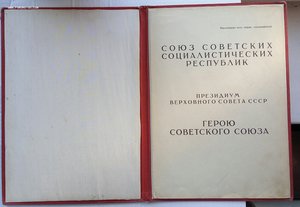 СОЮЗ СОВЕТСКИХ
СОЦИАЛИСТИЧЕСКИХ
РЕСПУБЛИК
ПРЕЗИДИУМ
ВЕРХОВНОГО СОВЕТА СССР
ГЕРОЮ
СОВЕТСКОГО СОЮЗА